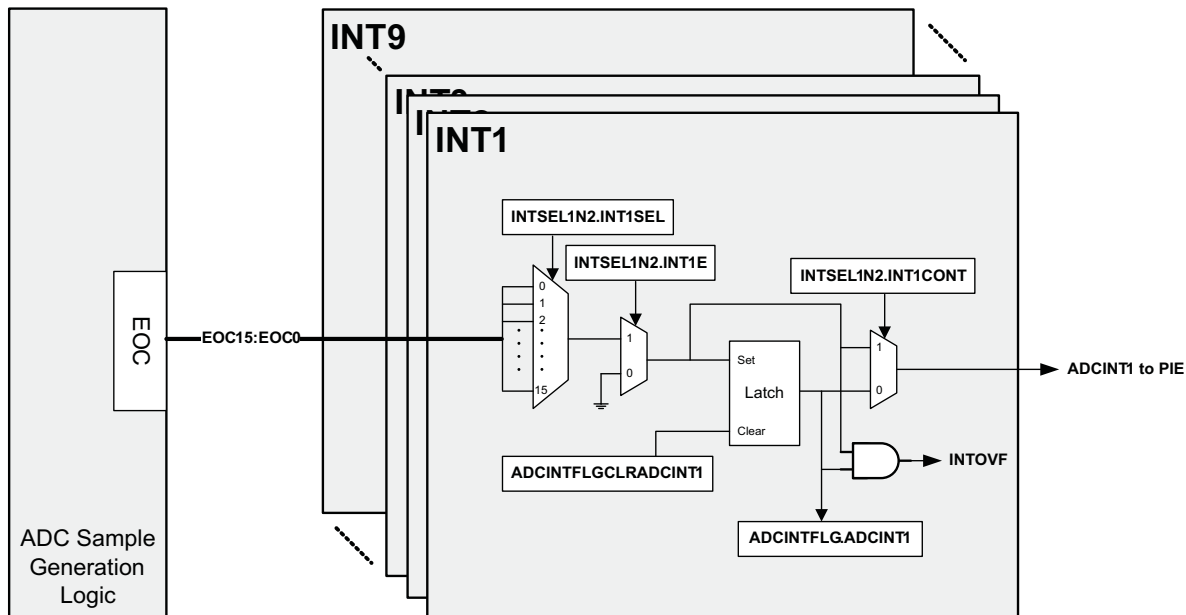 INT9
INT1
INTSEL1N2.INT1SEL
INTSEL1N2.INT1E
INTSEL1N2.INT1CONT
0
1
2
15
1
0
Set
Latch
Clear
1
0
EOC
EOC15:EOC0
ADCINT1 to PIE
INTOVF
ADCINTFLGCLRADCINT1
ADCINTFLG.ADCINT1
ADC Sample
Generation
Logic